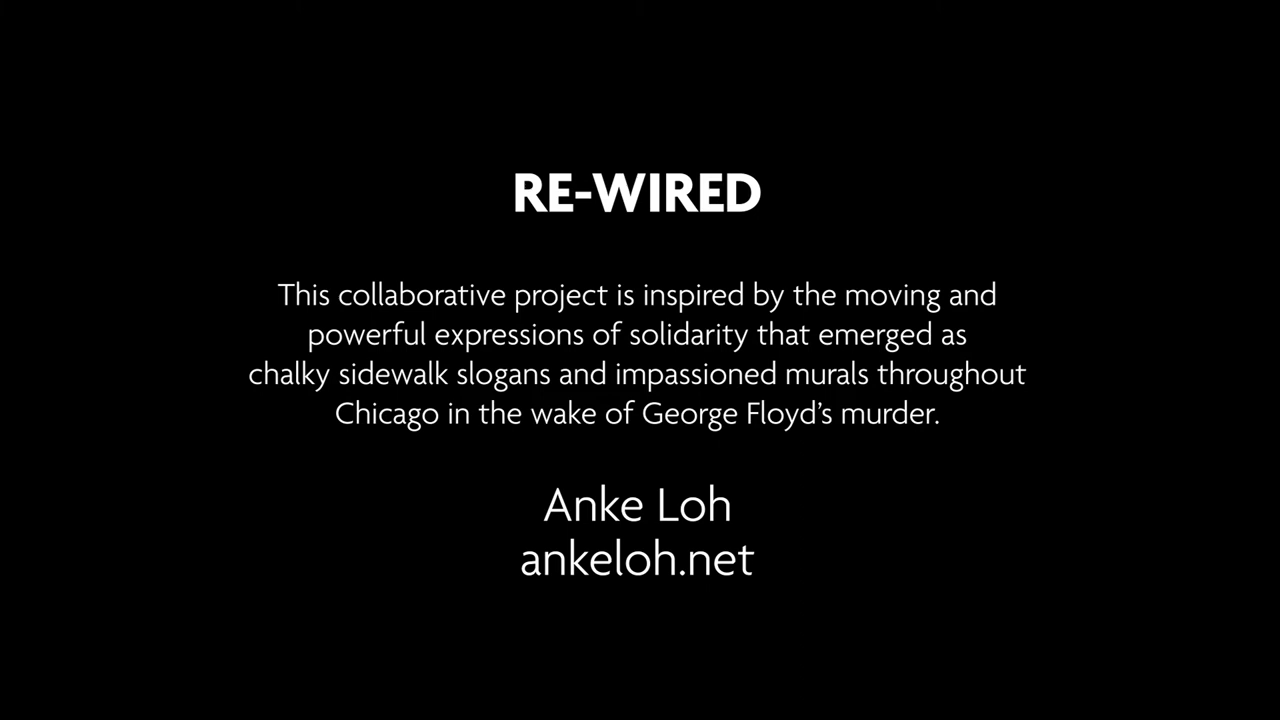 RE-WIRED
This collaborative project is inspired by the moving and
powerful expressions of solidarity that emerged as
chalky sidewalk slogans and impassioned murals throughout
Chicago in the wake of George Floyd’s murder.
Anke Loh
ankeloh.net